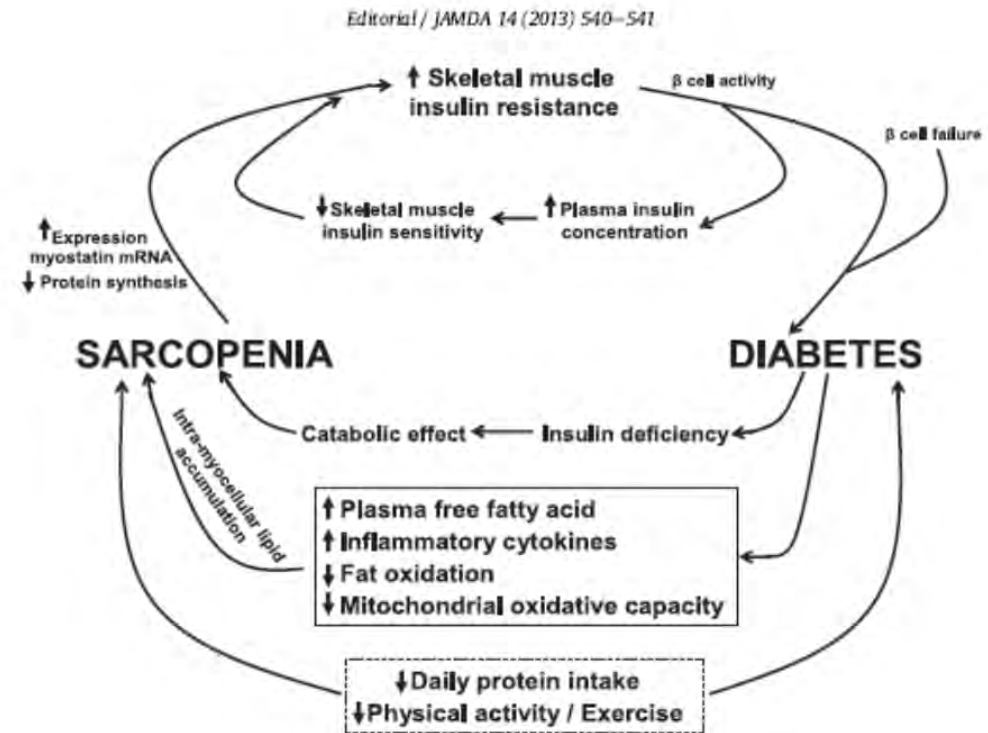 Editorial / JAMDA 14 (2013) 540–541
↑ Skeletal muscle
insulin resistance
β cell activity
β cell failure
↓ Skeletal muscle
insulin sensitivity
↑ Plasma insulin
concentration
↑ Expression
myostatin mRNA
↓ Protein synthesis
SARCOPENIA
DIABETES
Catabolic effect
Insulin deficiency
Intra-myocellular lipid
accumulation
↑ Plasma free fatty acid
↑ Inflammatory cytokines
↓ Fat oxidation
↓ Mitochondrial oxidative capacity
↓ Daily protein intake
↓ Physical activity / Exercise